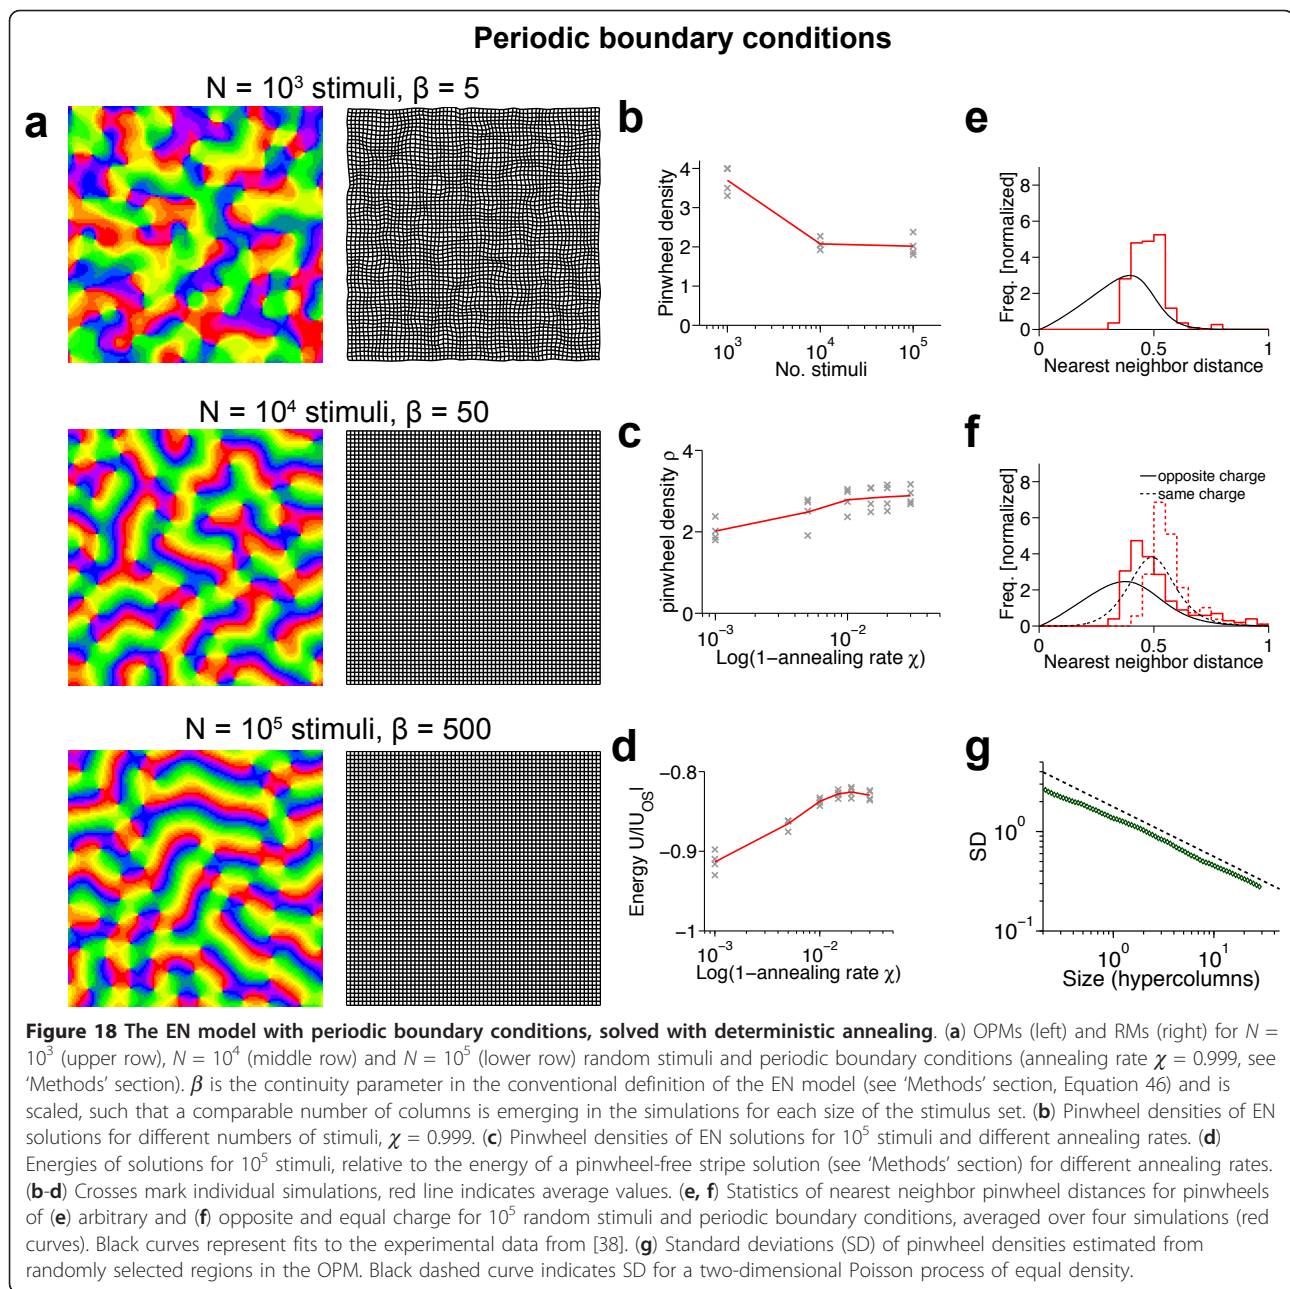 Periodic boundary conditions
N = 10³ stimuli, β = 5
a
b
Pinwheel density
4
3
2
1
0
10³ 10⁴ 10⁵
No. stimuli
e
Freq. [normalized]
8
6
4
2
0
0 0.5 1
Nearest neighbor distance
N = 10⁴ stimuli, β = 50
c
pinwheel density ρ
4
2
0
10⁻³ 10⁻²
Log(1−annealing rate χ)
f
Freq. [normalized]
8
6
4
2
0
opposite charge
same charge
0 0.5 1
Nearest neighbor distance
N = 10⁵ stimuli, β = 500
d
Energy U/|U_OS|
−0.8
−0.9
−1
10⁻³ 10⁻²
Log(1−annealing rate χ)
g
SD
10⁰
10⁻¹
10⁰ 10¹
Size (hypercolumns)
Figure 18 The EN model with periodic boundary conditions, solved with deterministic annealing. (a) OPMs (left) and RMs (right) for N =
10³ (upper row), N = 10⁴ (middle row) and N = 10⁵ (lower row) random stimuli and periodic boundary conditions (annealing rate χ = 0.999, see
'Methods' section). β is the continuity parameter in the conventional definition of the EN model (see 'Methods' section, Equation 46) and is
scaled, such that a comparable number of columns is emerging in the simulations for each size of the stimulus set. (b) Pinwheel densities of EN
solutions for different numbers of stimuli, χ = 0.999. (c) Pinwheel densities of EN solutions for 10⁵ stimuli and different annealing rates. (d)
Energies of solutions for 10⁵ stimuli, relative to the energy of a pinwheel-free stripe solution (see 'Methods' section) for different annealing rates.
(b-d) Crosses mark individual simulations, red line indicates average values. (e, f) Statistics of nearest neighbor pinwheel distances for pinwheels
of (e) arbitrary and (f) opposite and equal charge for 10⁵ random stimuli and periodic boundary conditions, averaged over four simulations (red
curves). Black curves represent fits to the experimental data from [38]. (g) Standard deviations (SD) of pinwheel densities estimated from
randomly selected regions in the OPM. Black dashed curve indicates SD for a two-dimensional Poisson process of equal density.